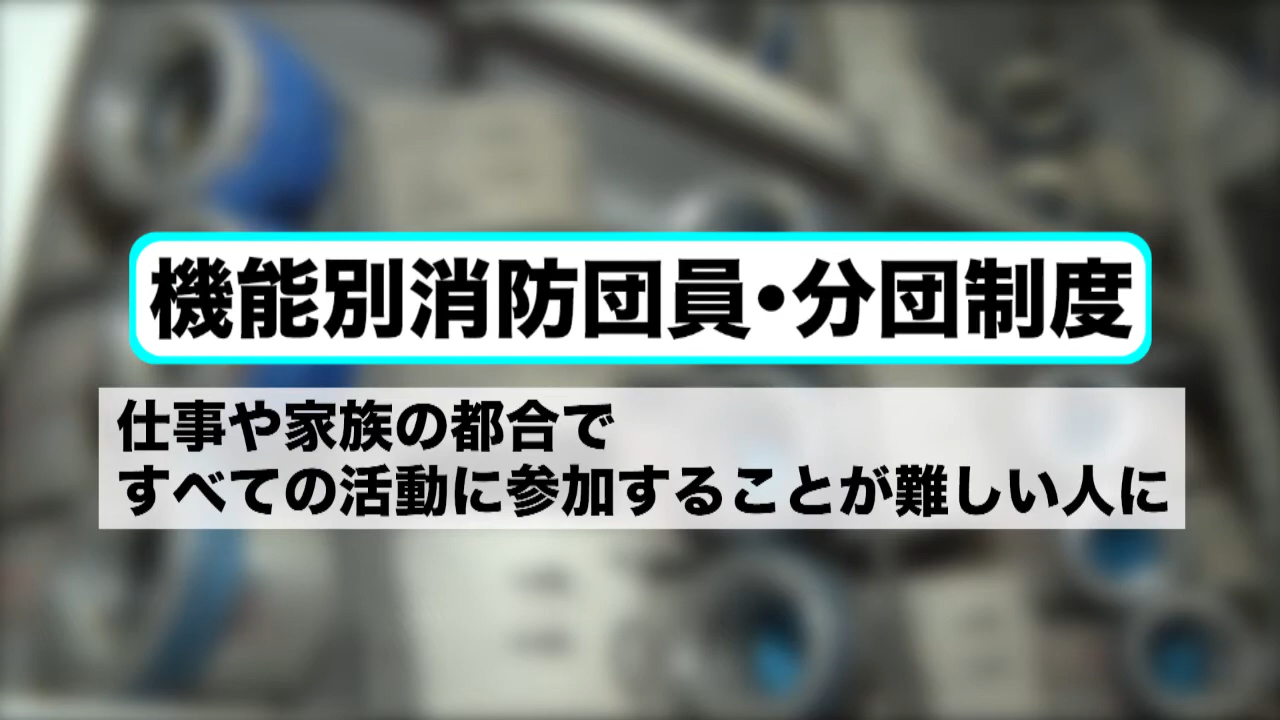 機能別消防団員・分団制度
仕事や家族の都合で
すべての活動に参加することが難しい人に